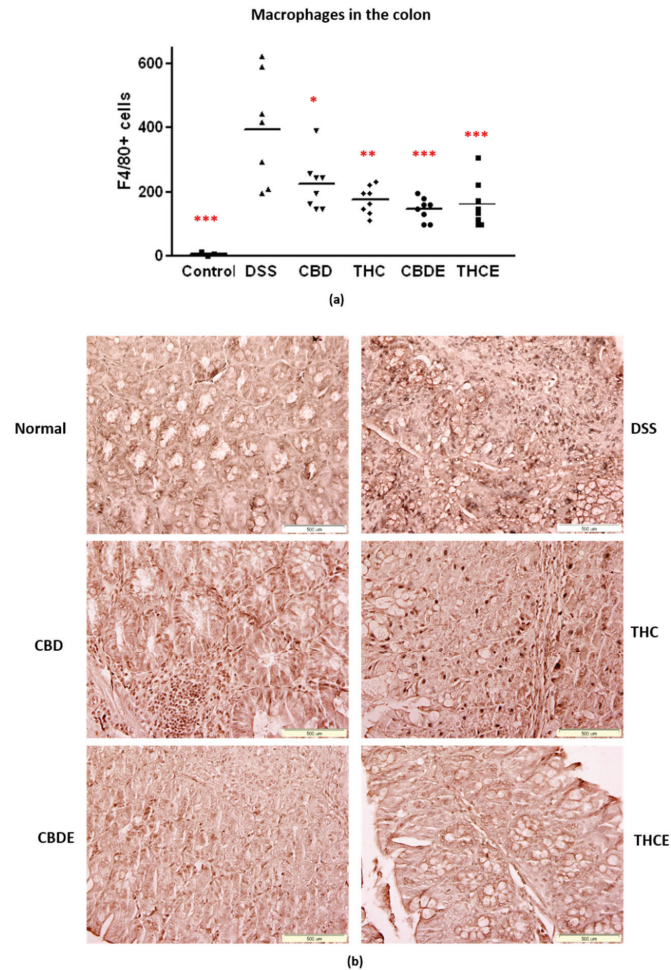 Macrophages in the colon
F4/80+ cells
600
400
200
0
***
*
**
***
***
Control DSS CBD THC CBDE THCE
(a)
Normal
DSS
500 um
500 um
CBD
THC
500 um
500 um
CBDE
THCE
500 um
500 um
(b)